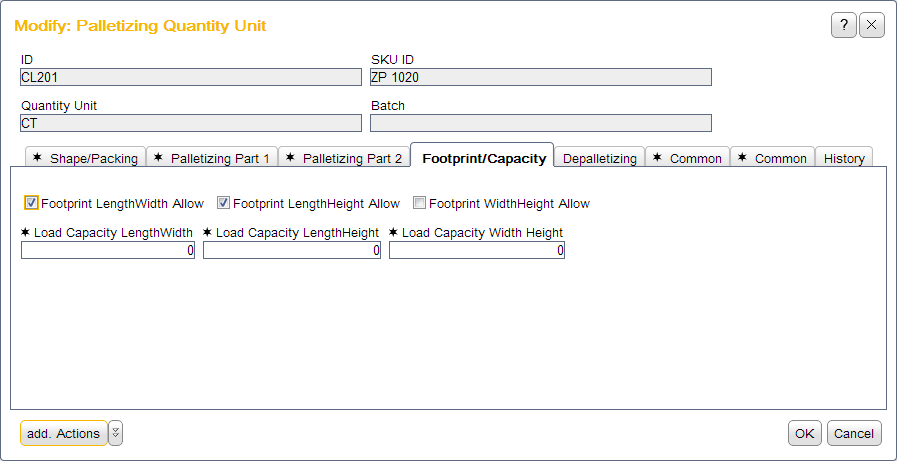 Modify: Palletizing Quantity Unit ?
ID SKU ID
CL201 ZP 1020
Quantity Unit Batch
CT
✶ Shape/Packing ✶ Palletizing Part 1 ✶ Palletizing Part 2 Footprint/Capacity Depalletizing ✶ Common ✶ Common History
Footprint LengthWidth Allow Footprint LengthHeight Allow Footprint WidthHeight Allow
✶ Load Capacity LengthWidth ✶ Load Capacity LengthHeight ✶ Load Capacity Width Height
0 0 0
add. Actions OK Cancel